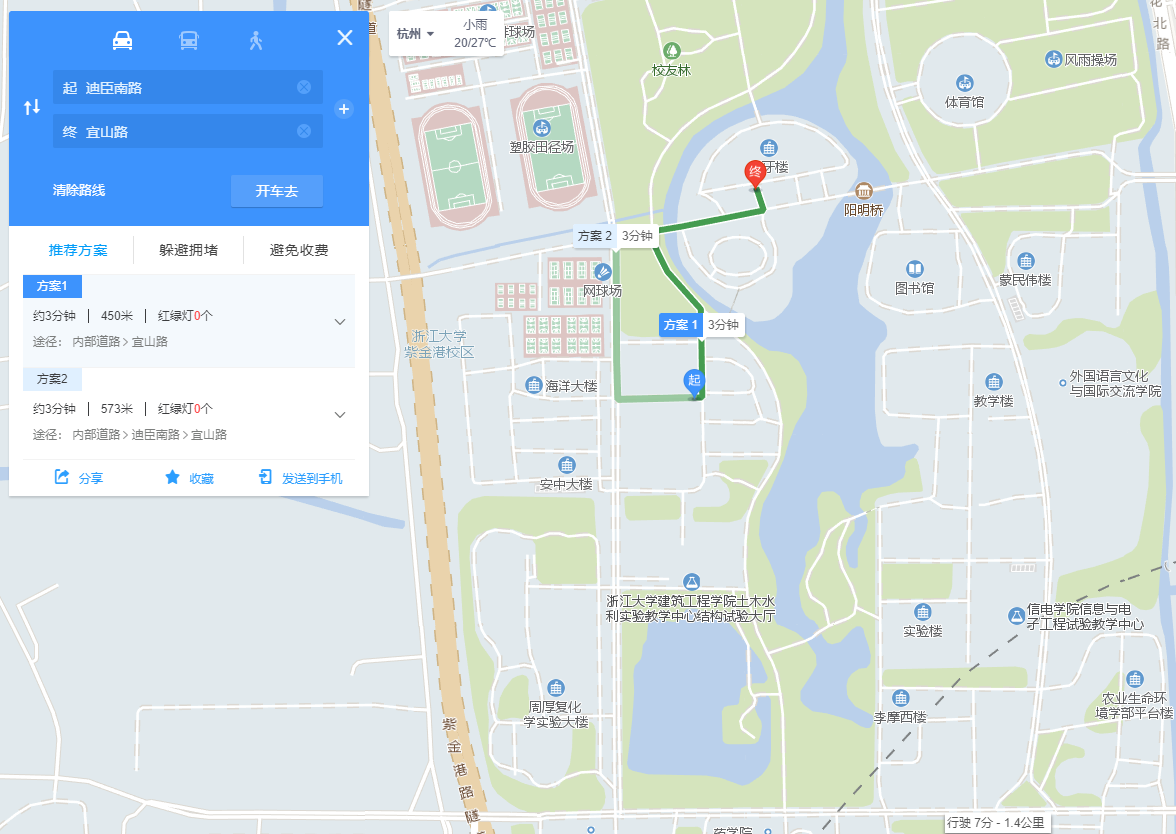 起 迪臣南路
终 宜山路
清除路线
开车去
推荐方案
躲避拥堵
避免收费
方案1
约3分钟 450米 红绿灯0个
途径: 内部道路 > 宜山路
方案2
约3分钟 573米 红绿灯0个
途径: 内部道路 > 迪臣南路 > 宜山路
分享
收藏
发送到手机
杭州
小雨
20/27℃
球场
校友林
塑胶田径场
体育馆
风雨操场
北
路
终
牙楼
阳明桥
方案 2 3分钟
网球场
图书馆
蒙民伟楼
方案 1 3分钟
浙江大学
紫金港校区
起
海洋大楼
教学楼
外国语言文化
与国际交流学院
安中大楼
浙江大学建筑工程学院土木水
利实验教学中心结构试验大厅
实验楼
信电学院信息与电
子工程试验教学中心
周厚复化
学实验大楼
李摩西楼
农业生命环
境学部平台楼
紫
金
港
路
隧
药学院
行驶 7分 - 1.4公里